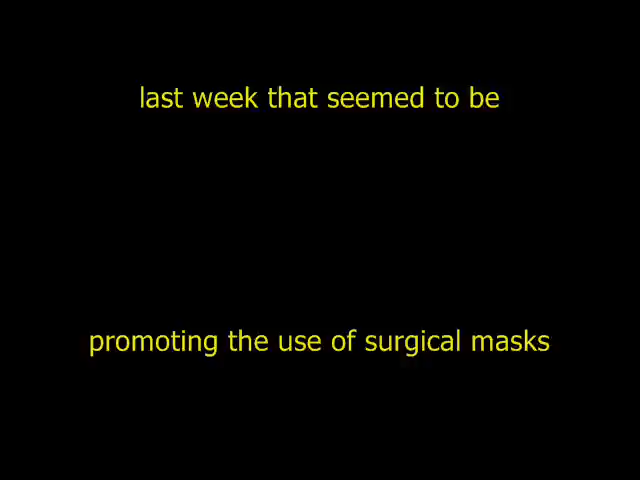 last week that seemed to be
promoting the use of surgical masks